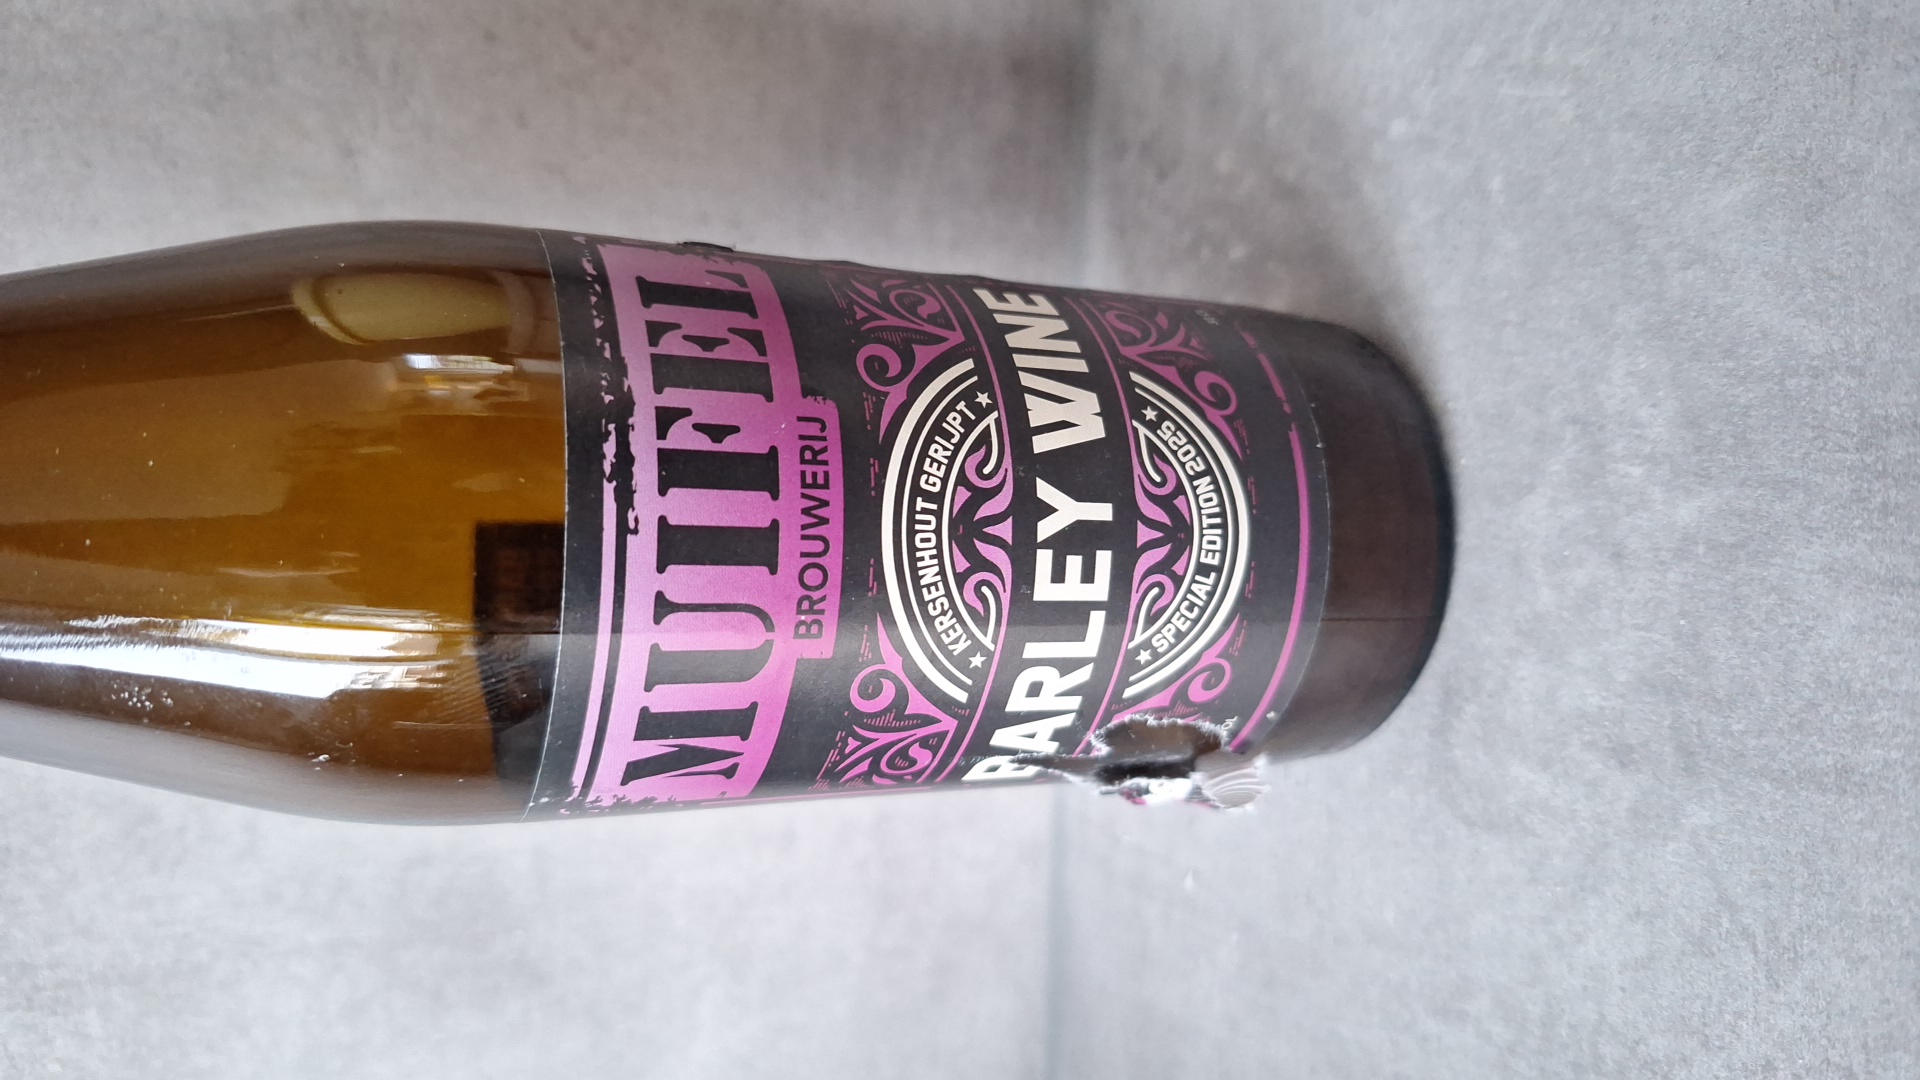 MUIFEL
BROUWERIJ
KERSENHOUT GERIJPT
BARLEY WINE
SPECIAL EDITION 2025